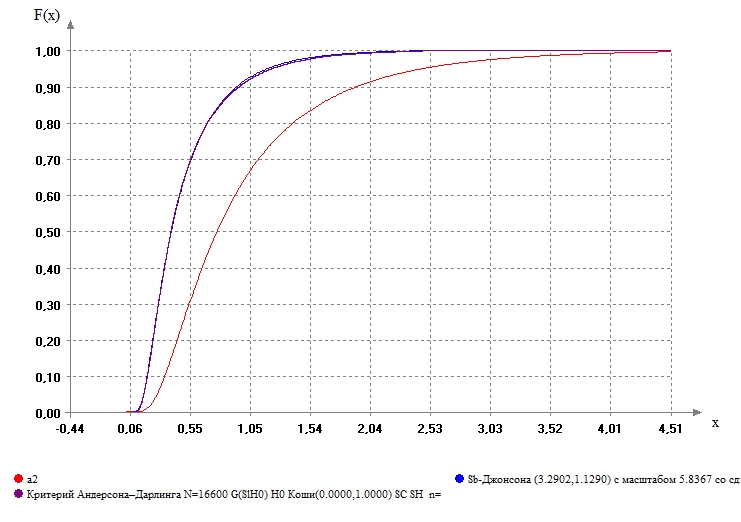 F(x)
1,00
0,90
0,80
0,70
0,60
0,50
0,40
0,30
0,20
0,10
0,00
-0,44 0,06 0,55 1,05 1,54 2,04 2,53 3,03 3,52 4,01 4,51
x
a2
Sb-Джонсона (3.2902,1.1290) с масштабом 5.8367 со сд
Критерий Андерсона–Дарлинга N=16600 G(S|H0) H0 Коши(0.0000,1.0000) SC SH n=